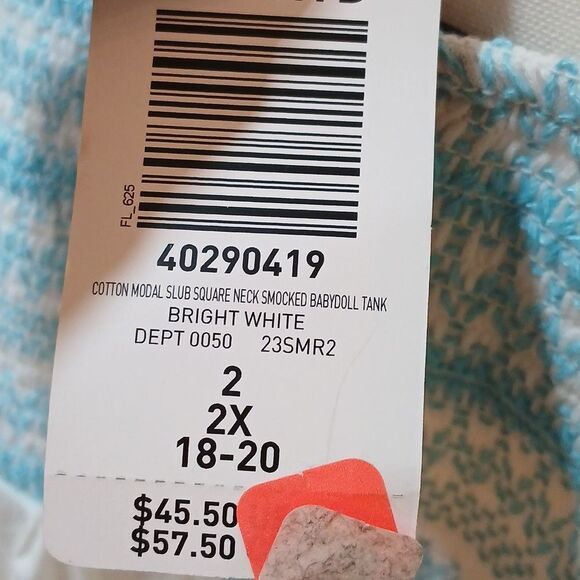 FL_625
40290419
COTTON MODAL SLUB SQUARE NECK SMOCKED BABYDOLL TANK
BRIGHT WHITE
DEPT 0050 23SMR2
2
2X
18-20
$45.50
$57.50